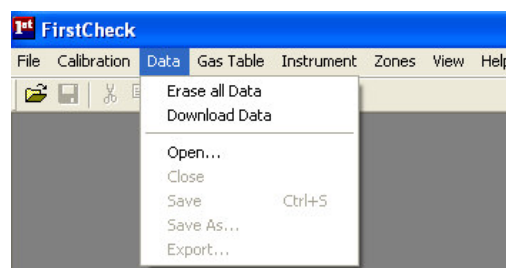 1st FirstCheck
File Calibration Data Gas Table Instrument Zones View Help
Erase all Data
Download Data
Open...
Close
Save Ctrl+S
Save As...
Export...